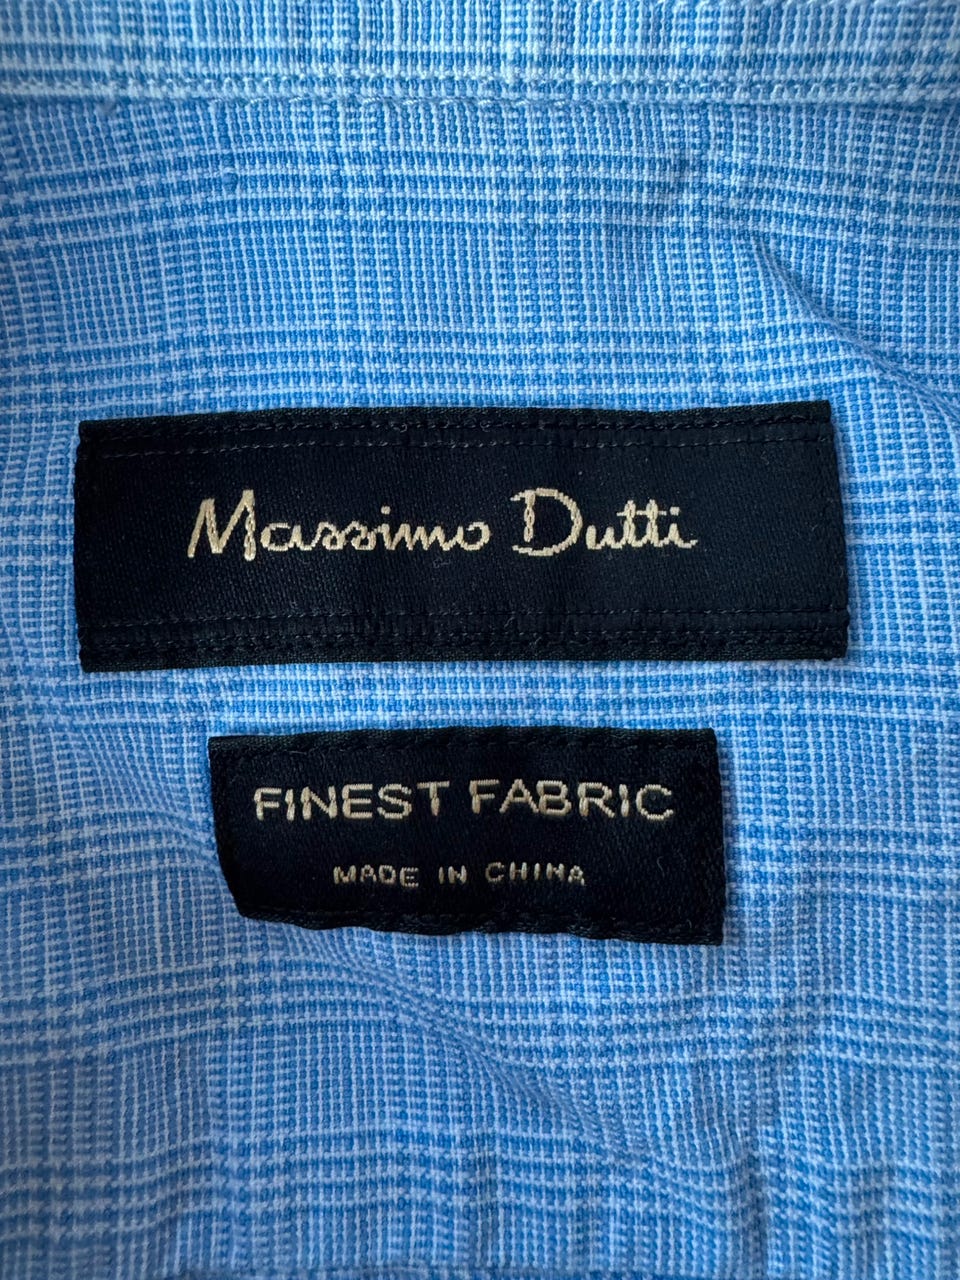 Massimo Dutti
FINEST FABRIC
MADE IN CHINA